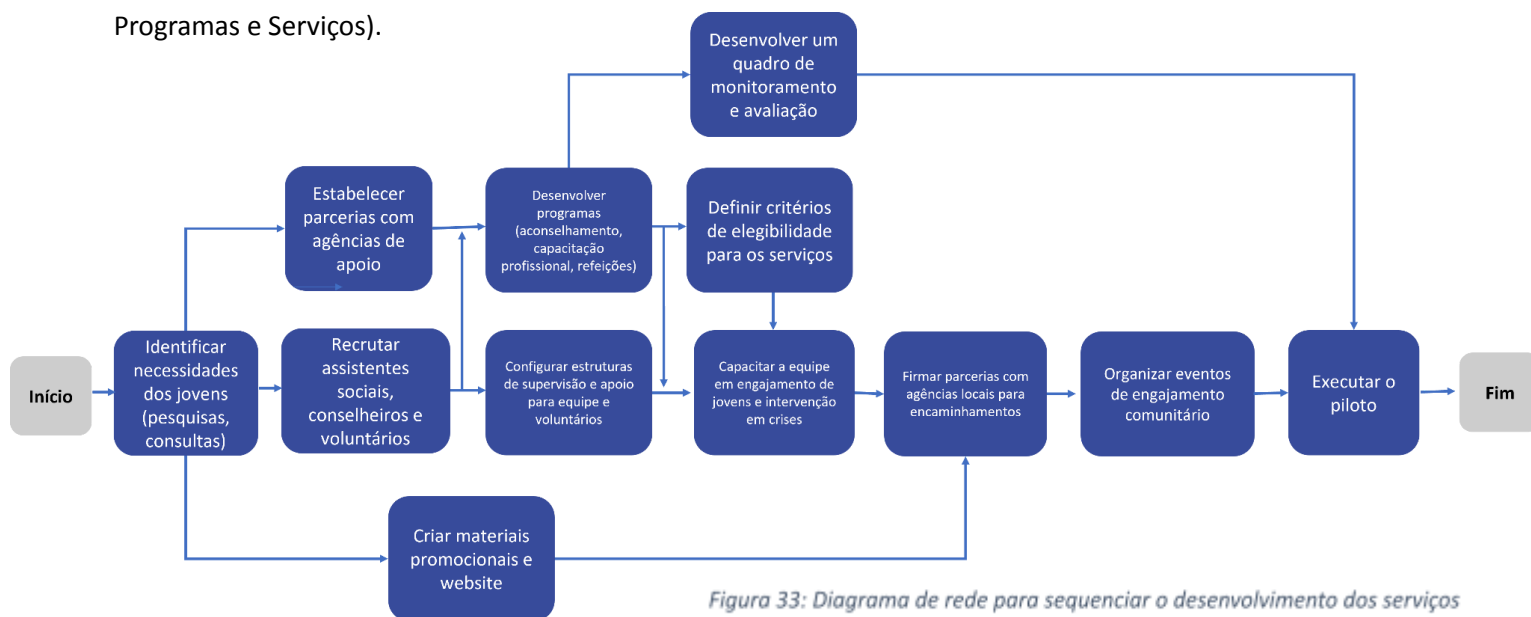 Programas e Serviços).
Desenvolver um
quadro de
monitoramento
e avaliação
Estabelecer
parcerias com
agências de
apoio
Desenvolver
programas
(aconselhamento,
capacitação
profissional, refeições)
Definir critérios
de elegibilidade
para os serviços
Início
Identificar
necessidades
dos jovens
(pesquisas,
consultas)
Recrutar
assistentes
sociais,
conselheiros e
voluntários
Configurar estruturas
de supervisão e apoio
para equipe e
voluntários
Capacitar a equipe
em engajamento de
jovens e intervenção
em crises
Firmar parcerias com
agências locais para
encaminhamentos
Organizar eventos
de engajamento
comunitário
Executar o
piloto
Fim
Criar materiais
promocionais e
website
Figura 33: Diagrama de rede para sequenciar o desenvolvimento dos serviços